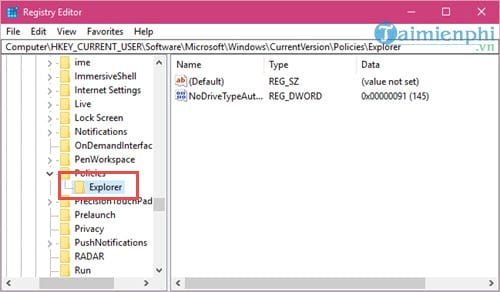 Registry Editor
File Edit View Favorites Help
Taimienphi
.vn
Computer\HKEY_CURRENT_USER\Software\Microsoft\Windows\CurrentVersion\Policies\Explorer
ime
ImmersiveShell
Internet Settings
Live
Lock Screen
Notifications
OnDemandInterfac
PenWorkspace
Policies
Explorer
PrecisionTouchPad
Prelaunch
Privacy
PushNotifications
RADAR
Run
Name Type Data
ab (Default) REG_SZ (value not set)
NoDriveTypeAut... REG_DWORD 0x00000091 (145)